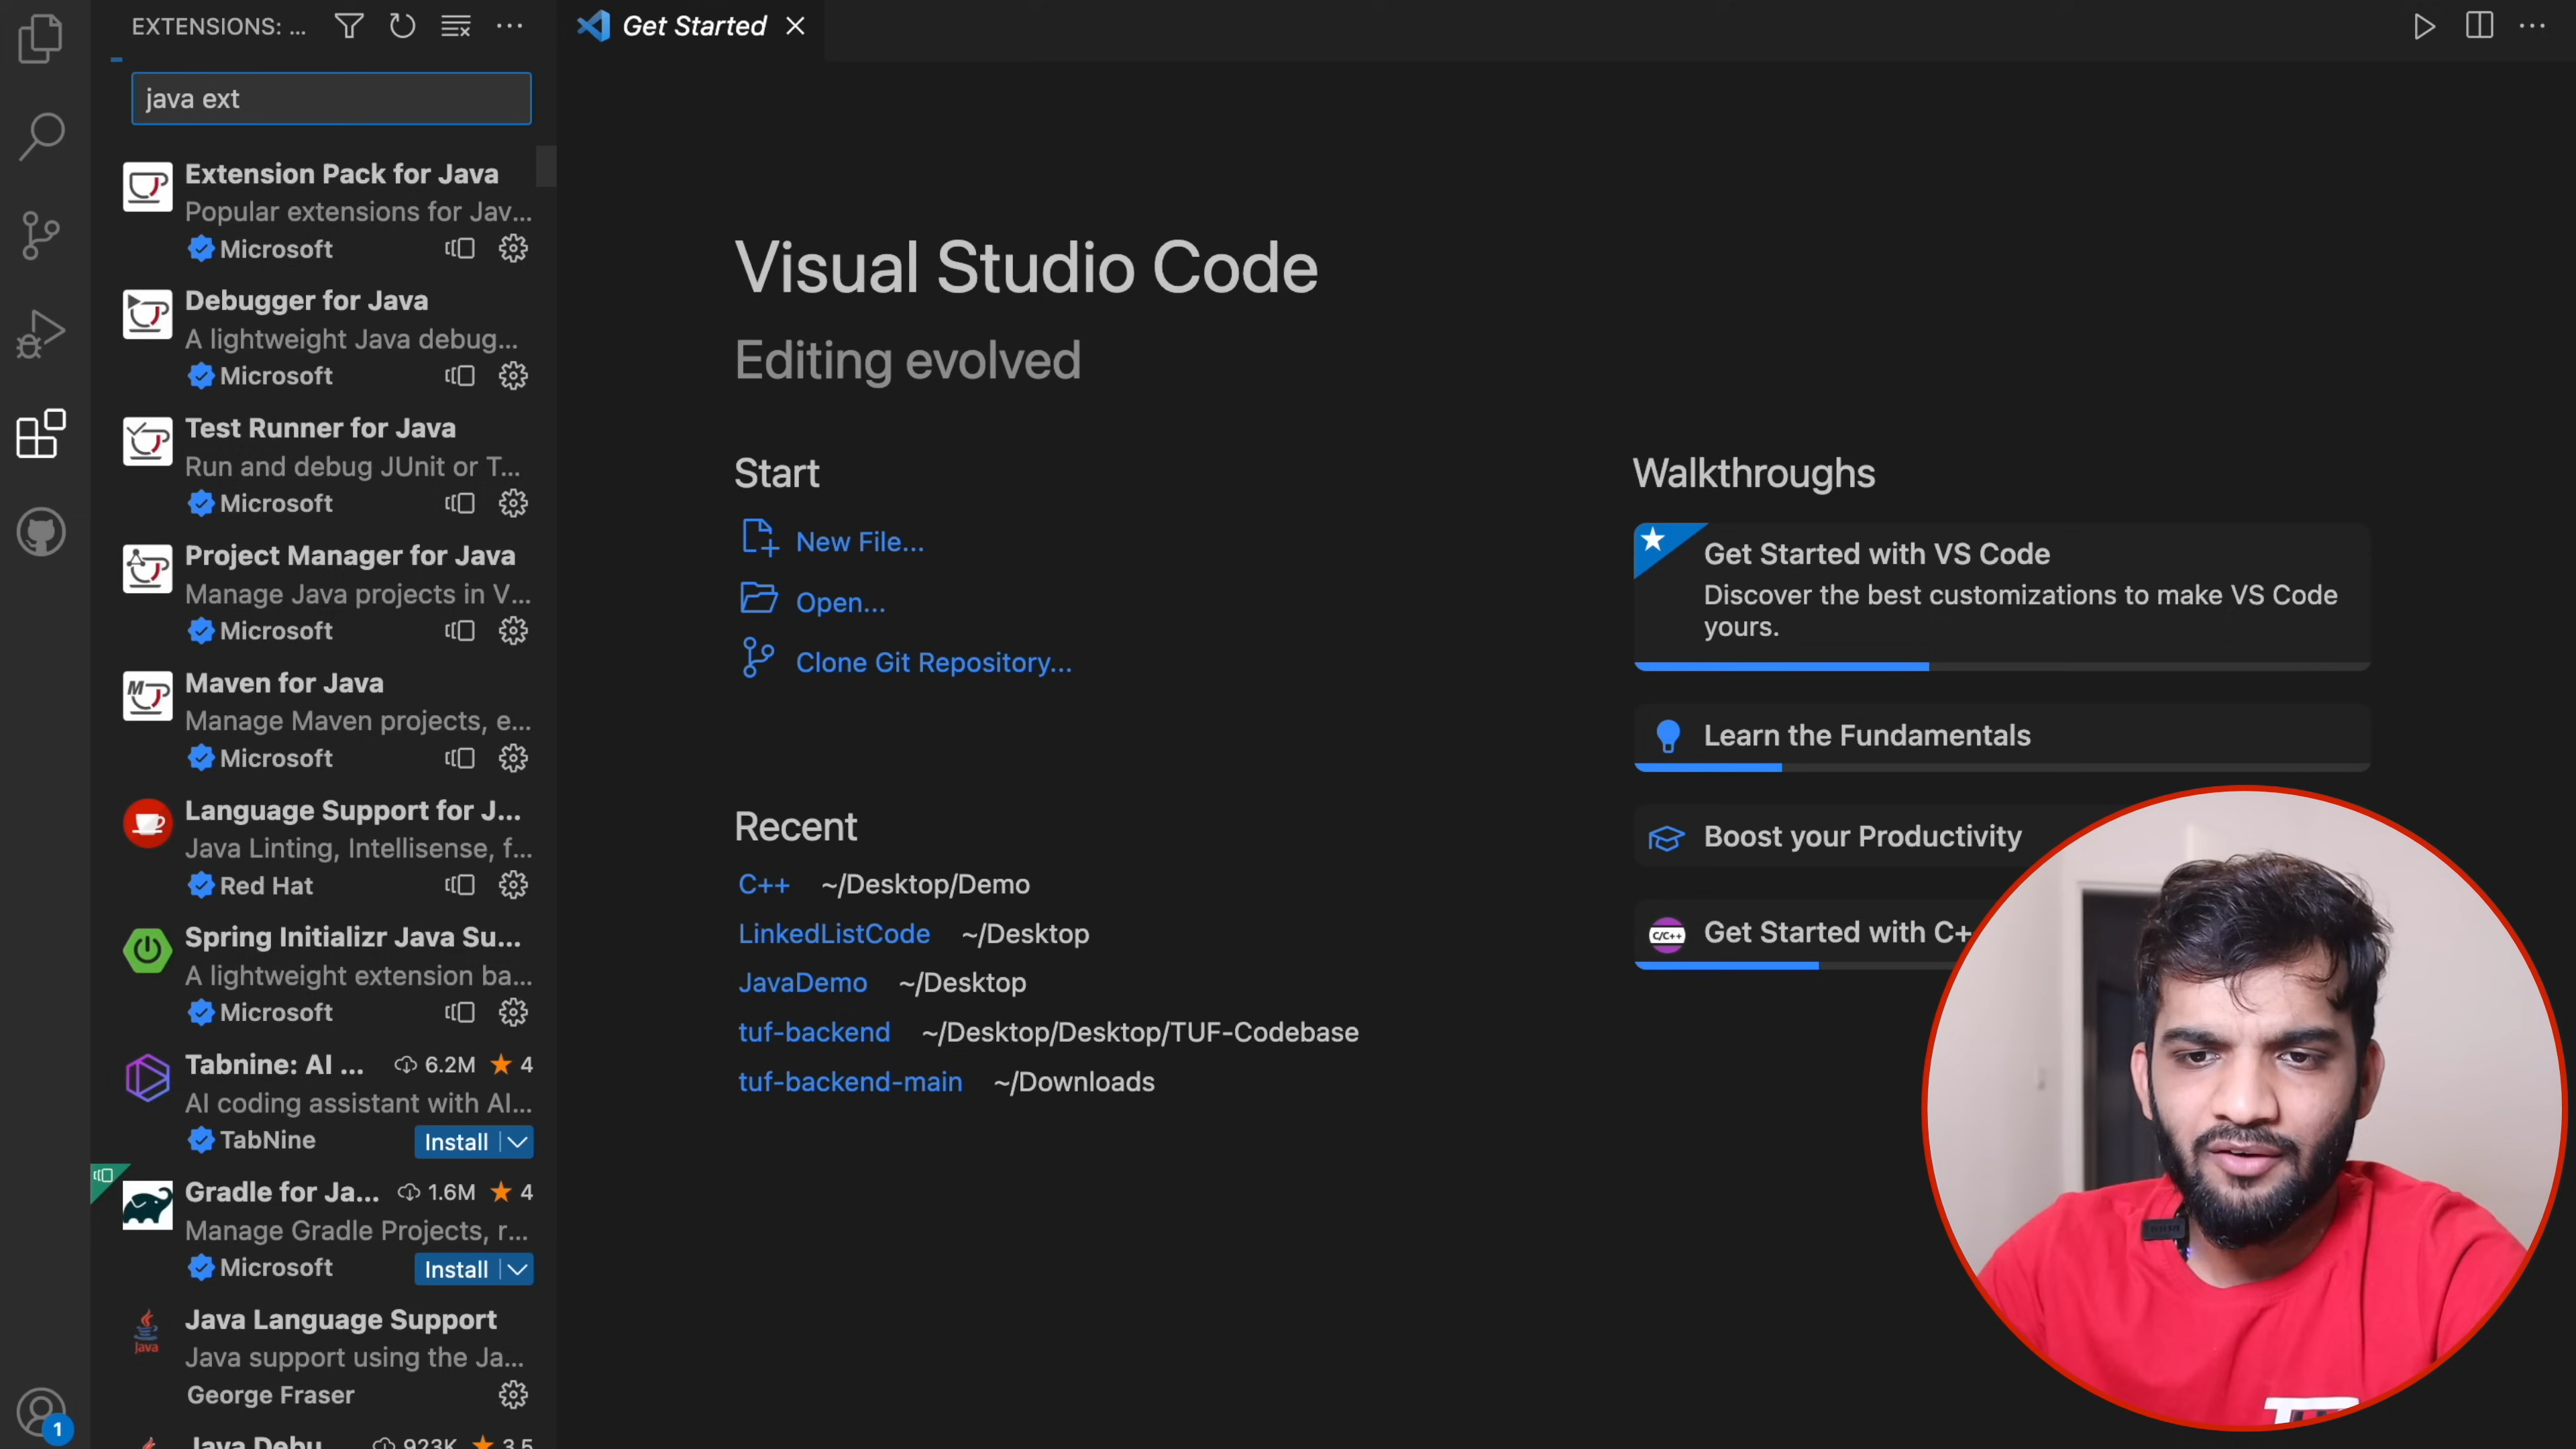 EXTENSIONS: ...
Get Started
java ext
Extension Pack for Java
Popular extensions for Jav...
Microsoft
Debugger for Java
A lightweight Java debug...
Microsoft
Test Runner for Java
Run and debug JUnit or T...
Microsoft
Project Manager for Java
Manage Java projects in V...
Microsoft
Maven for Java
Manage Maven projects, e...
Microsoft
Language Support for J...
Java Linting, Intellisense, f...
Red Hat
Spring Initializr Java Su...
A lightweight extension ba...
Microsoft
Tabnine: AI ... 6.2M 4
AI coding assistant with AI...
TabNine Install
Gradle for Ja... 1.6M 4
Manage Gradle Projects, r...
Microsoft Install
Java Language Support
Java support using the Ja...
George Fraser
Java
1
Java Debu 923K 3.5
Visual Studio Code
Editing evolved
Start
New File...
Open...
Clone Git Repository...
Recent
C++ ~/Desktop/Demo
LinkedListCode ~/Desktop
JavaDemo ~/Desktop
tuf-backend ~/Desktop/Desktop/TUF-Codebase
tuf-backend-main ~/Downloads
Walkthroughs
Get Started with VS Code
Discover the best customizations to make VS Code
yours.
Learn the Fundamentals
Boost your Productivity
C/C++ Get Started with C+